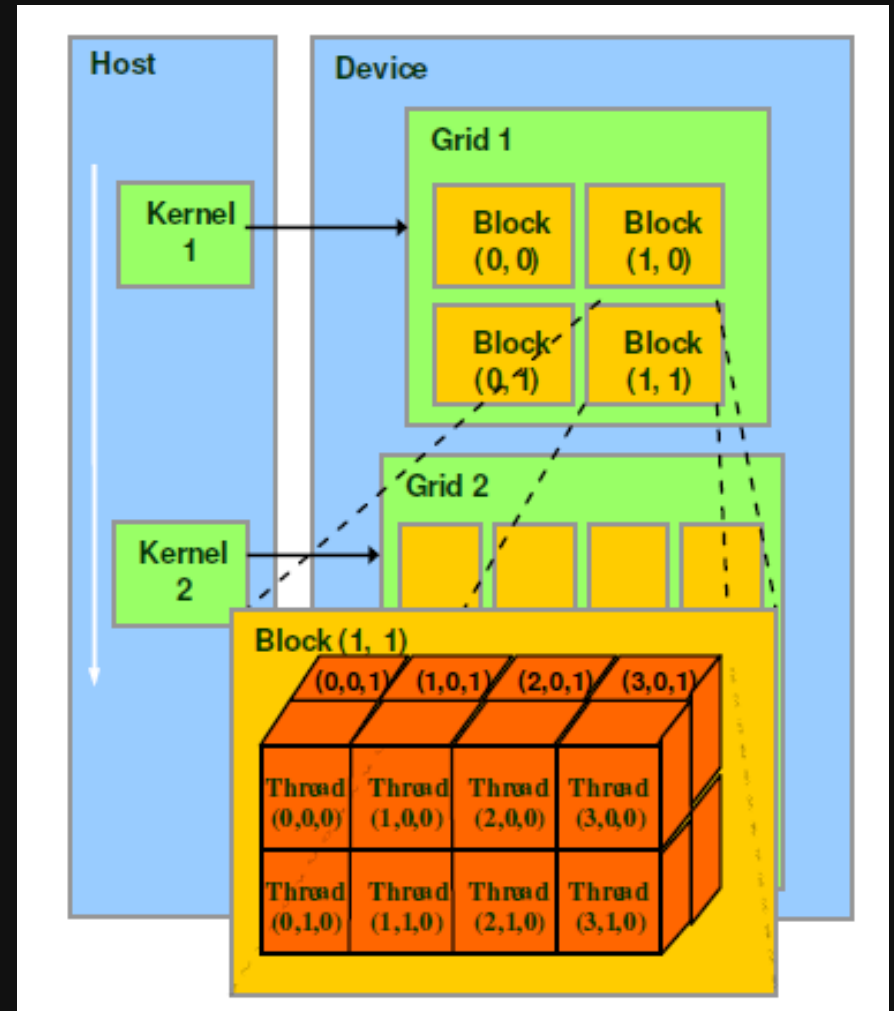 Host
Device
Grid 1
Kernel
1
Block
(0, 0)
Block
(1, 0)
Block
(0, 1)
Block
(1, 1)
Grid 2
Kernel
2
Block (1, 1)
(0,0,1) (1,0,1) (2,0,1) (3,0,1)
Thread
(0,0,0)
Thread
(1,0,0)
Thread
(2,0,0)
Thread
(3,0,0)
Thread
(0,1,0)
Thread
(1,1,0)
Thread
(2,1,0)
Thread
(3,1,0)